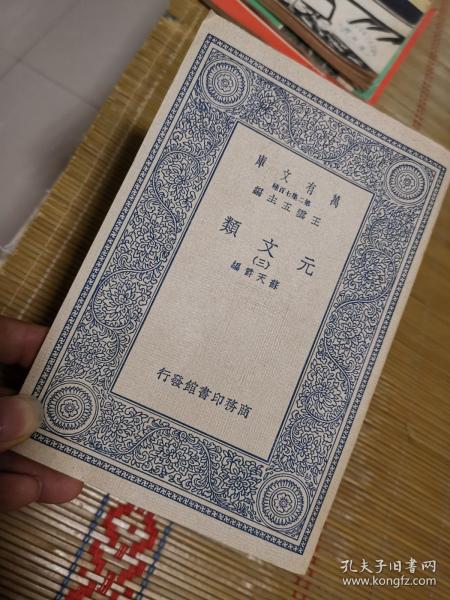 萬有文庫
第二集七百種
王雲五主編
元文類
(三)
蘇天爵編
商務印書館發行
孔夫子旧书网
www.kongfz.com